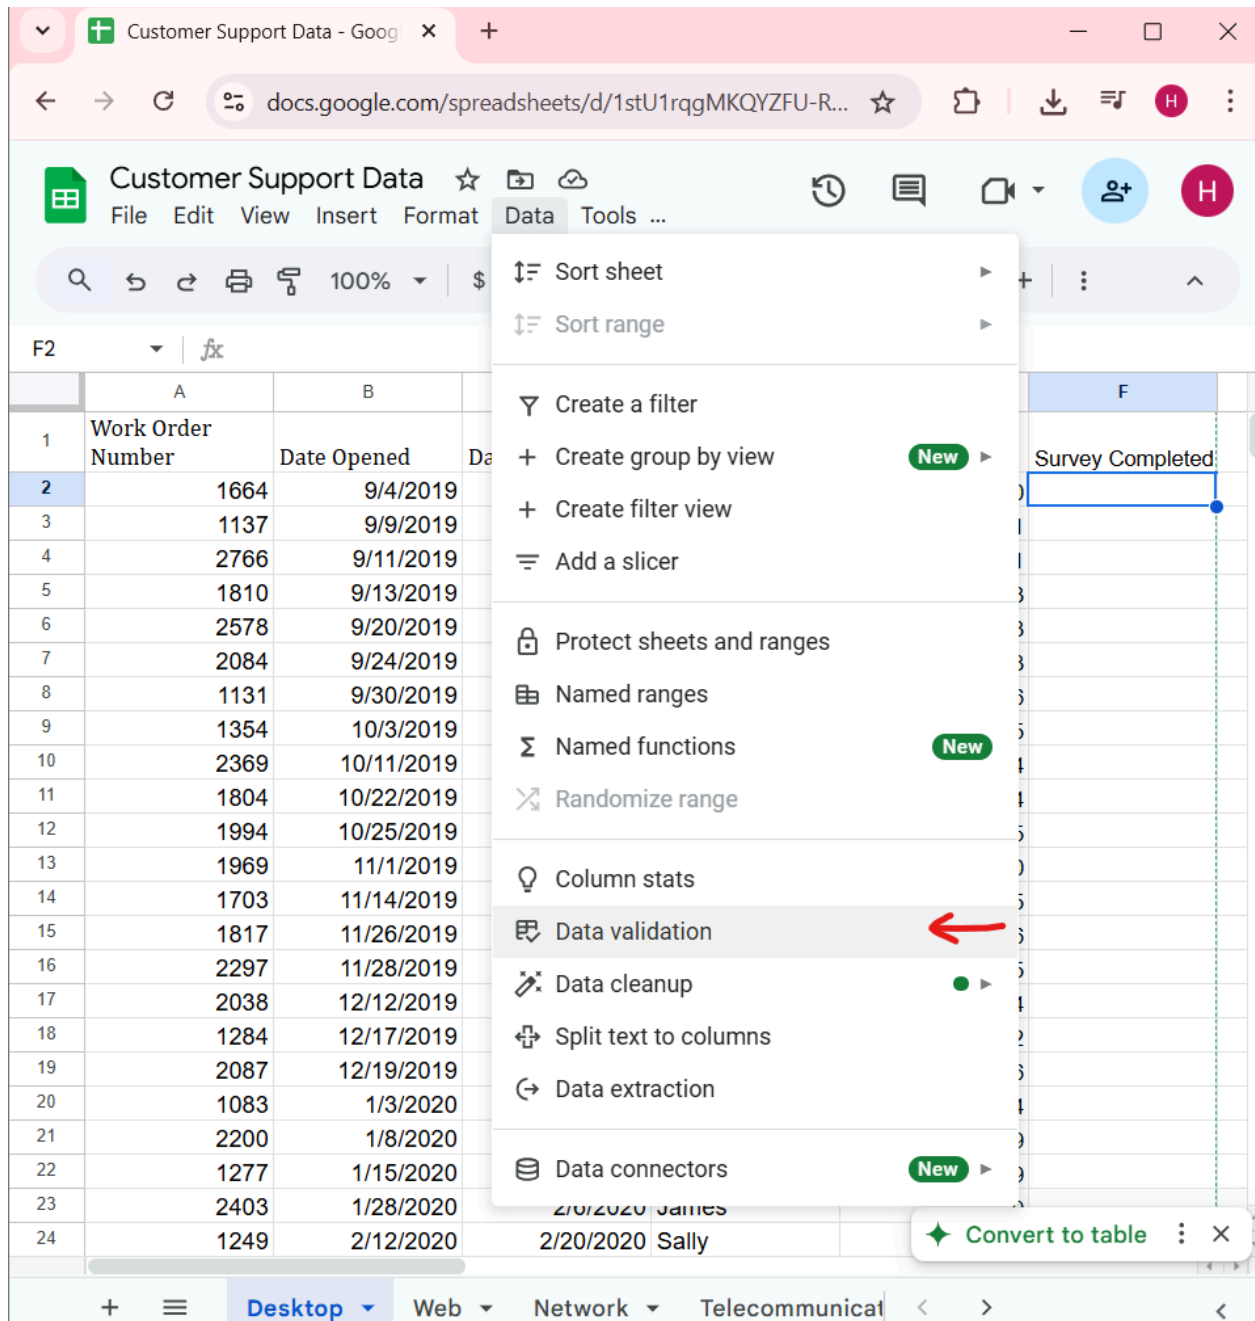 Customer Support Data - Goog
docs.google.com/spreadsheets/d/1stU1rqgMKQYZFU-R...
H
Customer Support Data
H
File Edit View Insert Format Data Tools ...
100% $
F2 fx
A B F
1 Work Order Number Date Opened Da Survey Completed
2 1664 9/4/2019
3 1137 9/9/2019
4 2766 9/11/2019
5 1810 9/13/2019
6 2578 9/20/2019
7 2084 9/24/2019
8 1131 9/30/2019
9 1354 10/3/2019
10 2369 10/11/2019
11 1804 10/22/2019
12 1994 10/25/2019
13 1969 11/1/2019
14 1703 11/14/2019
15 1817 11/26/2019
16 2297 11/28/2019
17 2038 12/12/2019
18 1284 12/17/2019
19 2087 12/19/2019
20 1083 1/3/2020
21 2200 1/8/2020
22 1277 1/15/2020
23 2403 1/28/2020 2/6/2020 James
24 1249 2/12/2020 2/20/2020 Sally
Sort sheet
Sort range
Create a filter
Create group by view New
Create filter view
Add a slicer
Protect sheets and ranges
Named ranges
Named functions New
Randomize range
Column stats
Data validation
Data cleanup
Split text to columns
Data extraction
Data connectors New
Convert to table
Desktop Web Network Telecommunicat